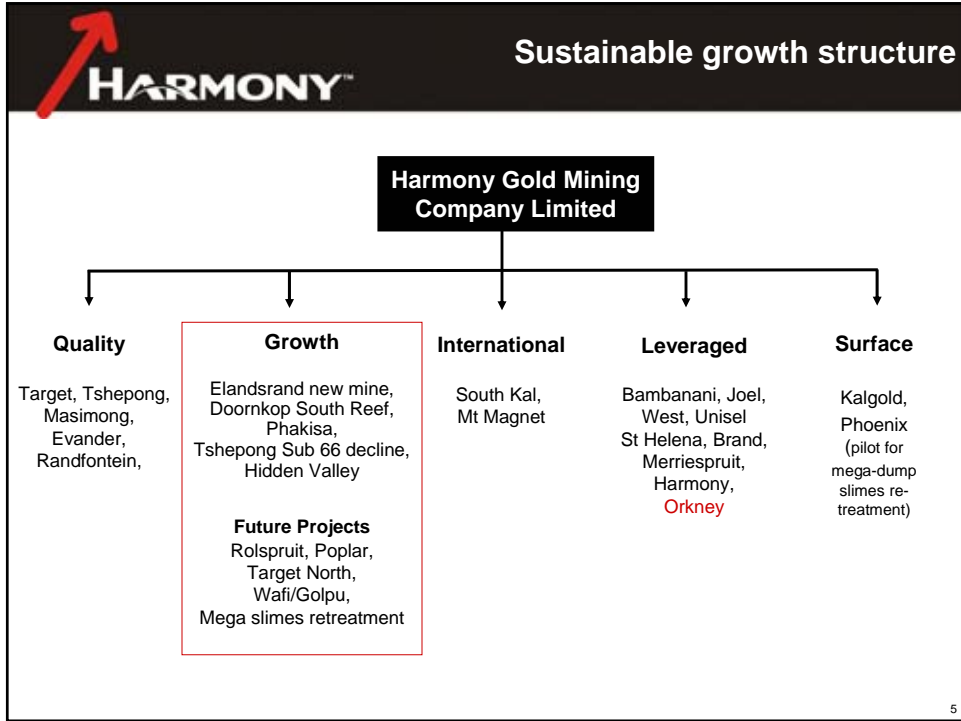 Sustainable growth structure
HARMONY™
Harmony Gold Mining
Company Limited
Quality
Target, Tshepong,
Masimong,
Evander,
Randfontein,
Growth
Elandsrand new mine,
Doornkop South Reef,
Phakisa,
Tshepong Sub 66 decline,
Hidden Valley
Future Projects
Rolspruit, Poplar,
Target North,
Wafi/Golpu,
Mega slimes retreatment
International
South Kal,
Mt Magnet
Leveraged
Bambanani, Joel,
West, Unisel
St Helena, Brand,
Merriespruit,
Harmony,
Orkney
Surface
Kalgold,
Phoenix
(pilot for
mega-dump
slimes re-
treatment)
5